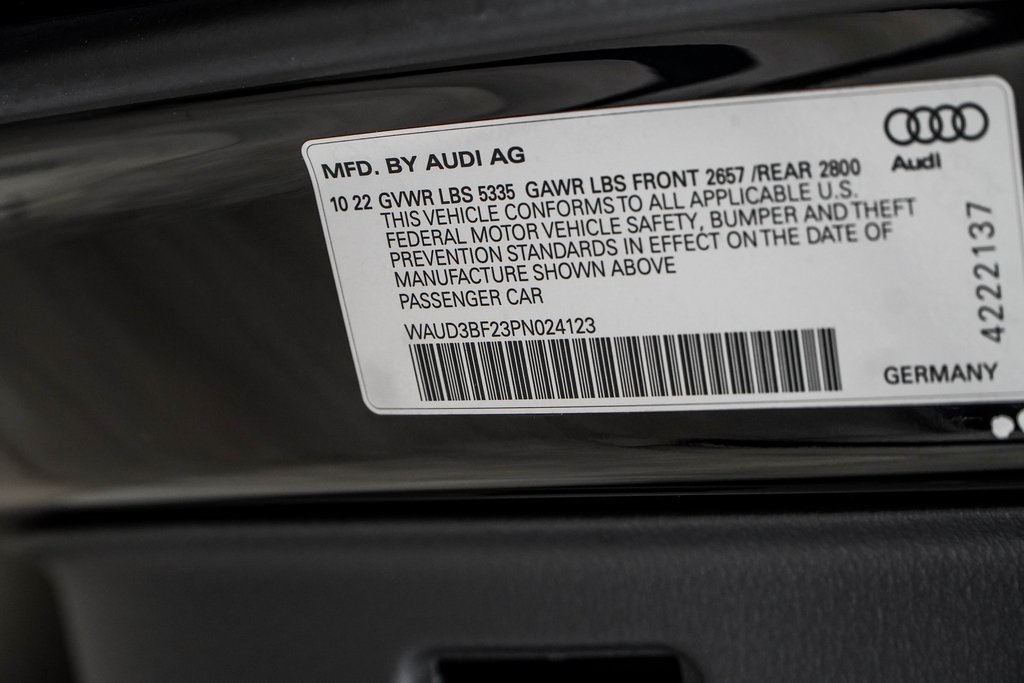 MFD. BY AUDI AG
Audi
10 22 GVWR LBS 5335 GAWR LBS FRONT 2657 /REAR 2800
THIS VEHICLE CONFORMS TO ALL APPLICABLE U.S.
FEDERAL MOTOR VEHICLE SAFETY, BUMPER AND THEFT
PREVENTION STANDARDS IN EFFECT ON THE DATE OF
MANUFACTURE SHOWN ABOVE
PASSENGER CAR
WAUD3BF23PN024123
4222137
GERMANY